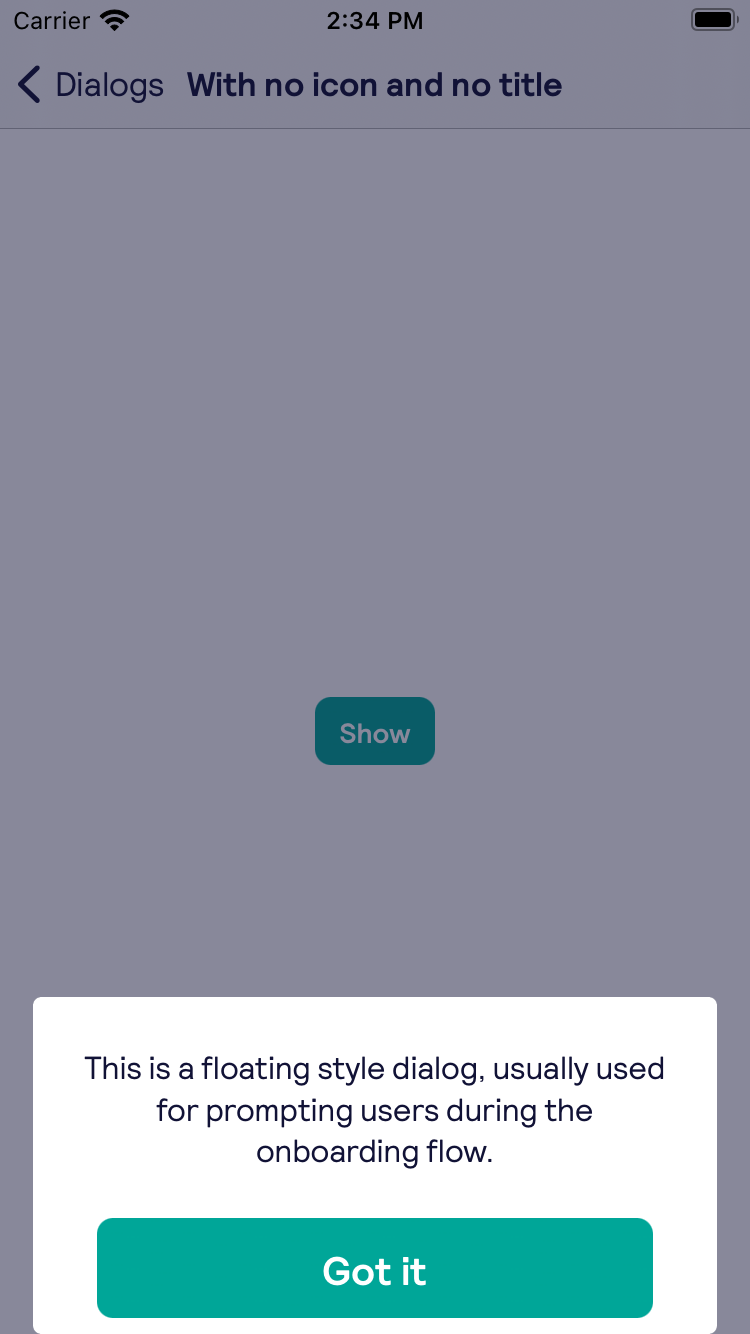 Carrier 2:34 PM
Dialogs With no icon and no title
Show
This is a floating style dialog, usually used
for prompting users during the
onboarding flow.
Got it